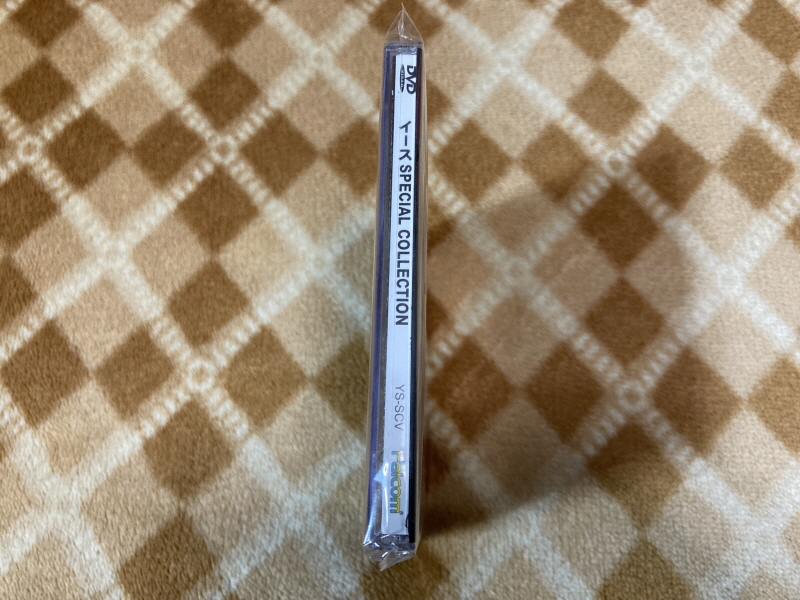 DVD
イース SPECIAL COLLECTION
YS-SCV
Falcom